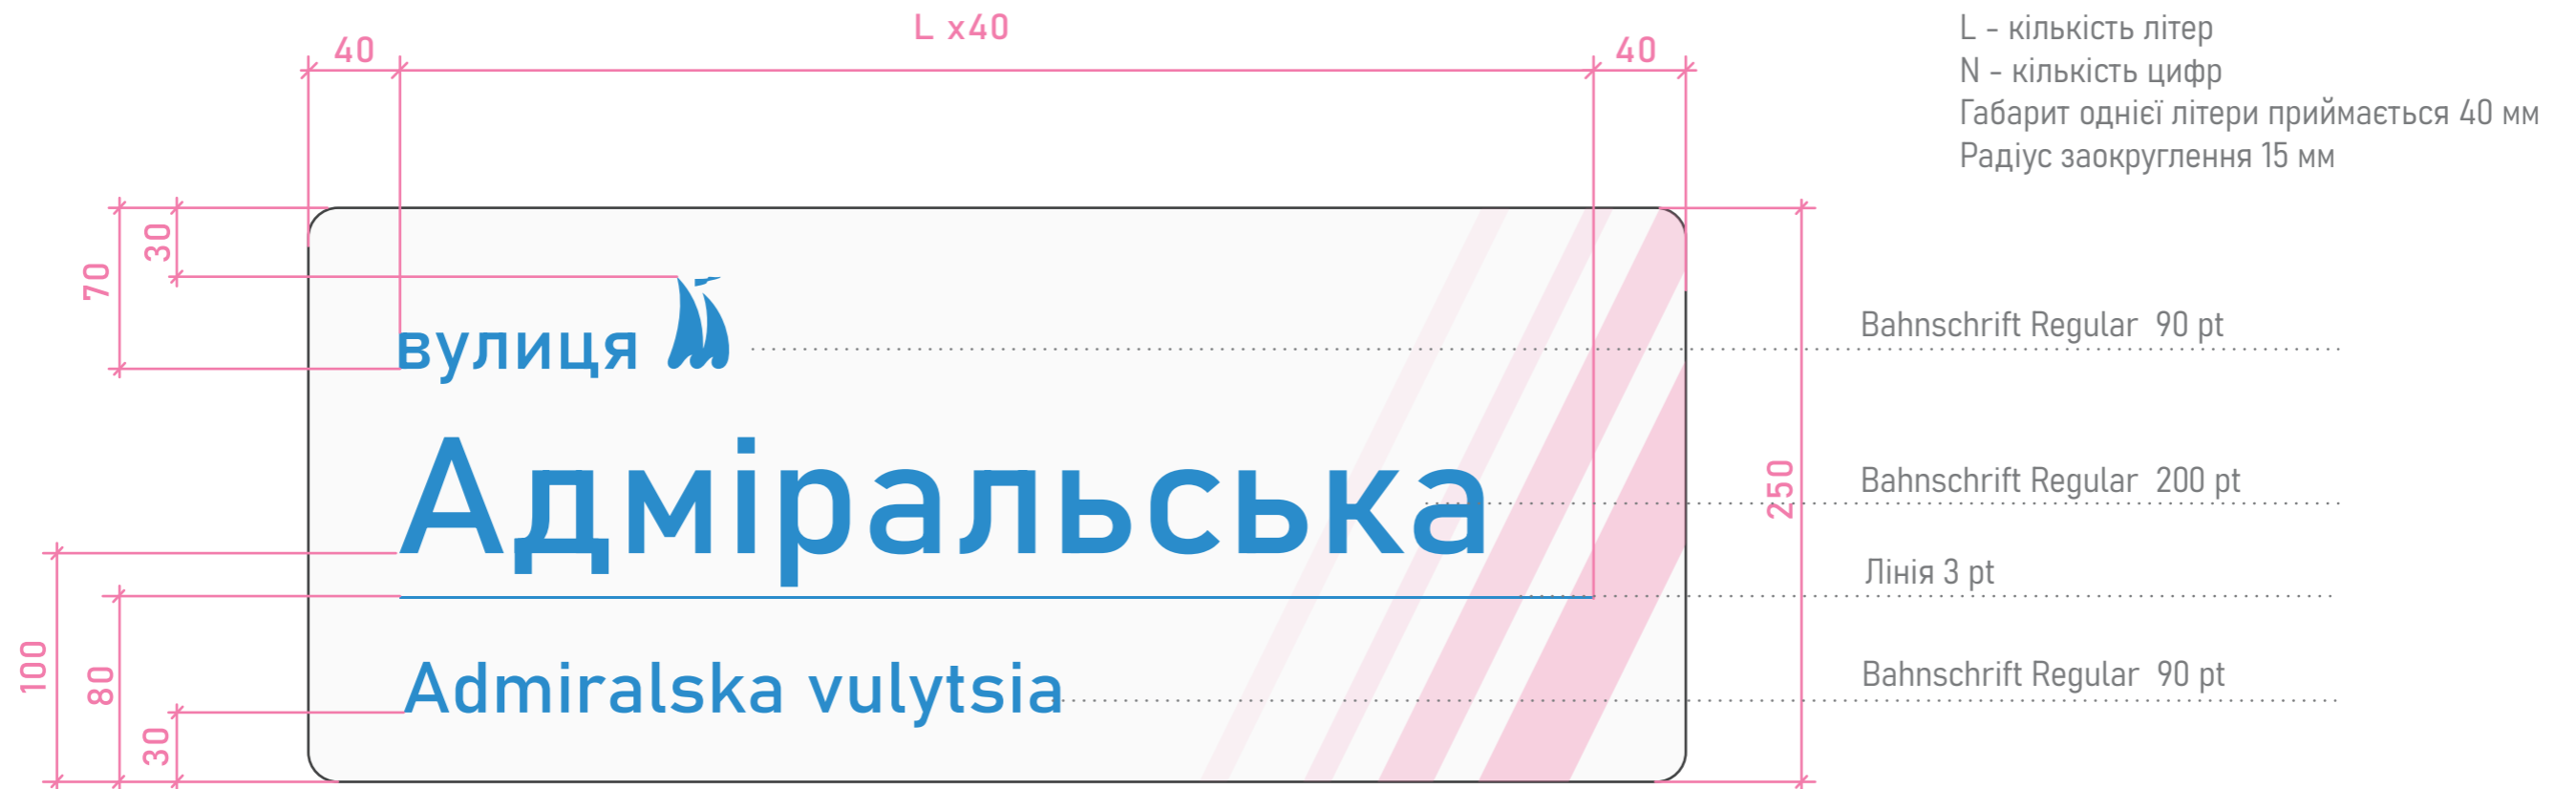 L x40
40
40
L - кількість літер
N - кількість цифр
Габарит однієї літери приймається 40 мм
Радіус заокруглення 15 мм
30
70
вулиця
Bahnschrift Regular 90 pt
Адміральська
Bahnschrift Regular 200 pt
250
Лінія 3 pt
100
80
30
Admiralska vulytsia
Bahnschrift Regular 90 pt